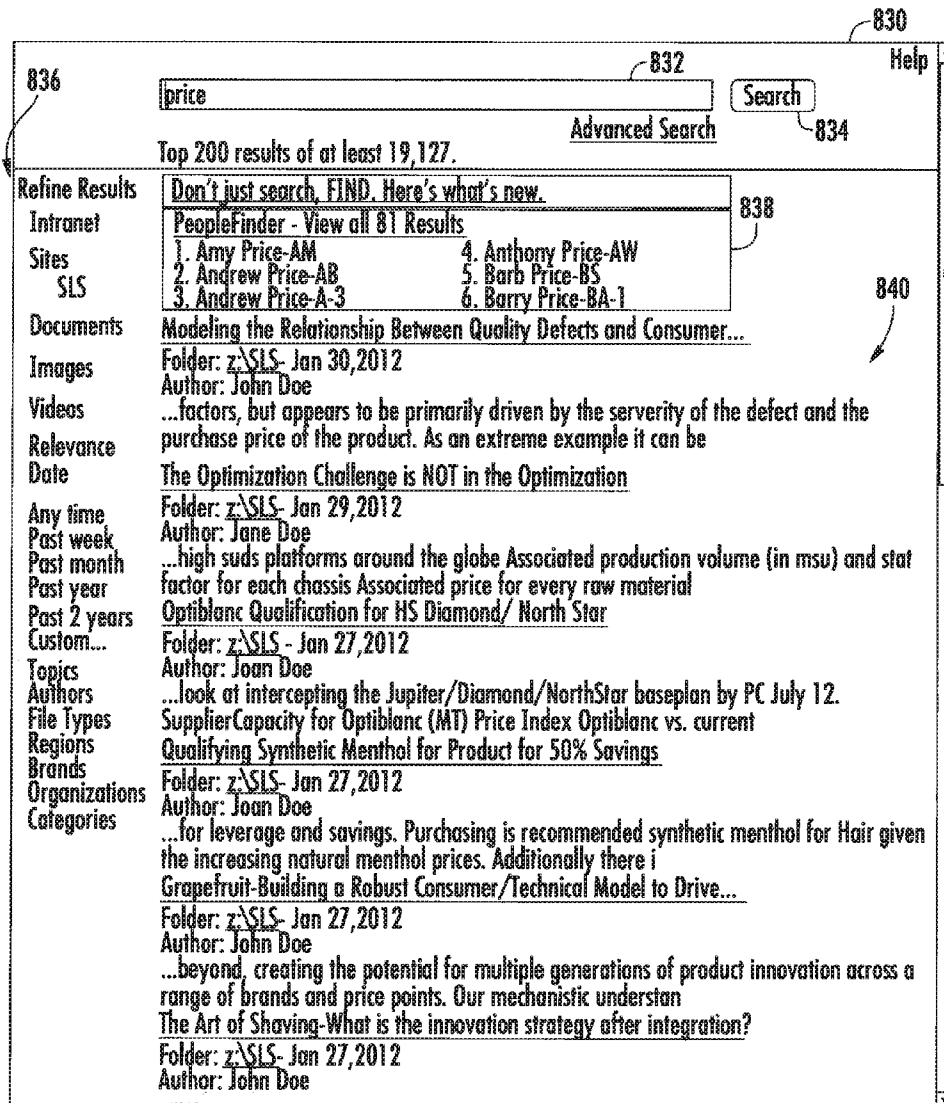 830
Help
832
836
price
Search
834
Advanced Search
Top 200 results of at least 19,127.
Refine Results
Intranet
Sites
SLS
Documents
Images
Videos
Relevance
Date
Any time
Past week
Past month
Past year
Past 2 years
Custom...
Topics
Authors
File Types
Regions
Brands
Organizations
Categories
Don't just search, FIND. Here's what's new.
838
PeopleFinder - View all 81 Results
1. Amy Price-AM
2. Andrew Price-AB
3. Andrew Price-A-3
4. Anthony Price-AW
5. Barb Price-BS
6. Barry Price-BA-1
840
Modeling the Relationship Between Quality Defects and Consumer...
Folder: z:\SLS- Jan 30,2012
Author: John Doe
...factors, but appears to be primarily driven by the serverity of the defect and the
purchase price of the product. As an extreme example it can be
The Optimization Challenge is NOT in the Optimization
Folder: z:\SLS- Jan 29,2012
Author: Jane Doe
...high suds platforms around the globe Associated production volume (in msu) and stat
factor for each chassis Associated price for every raw material
Optiblanc Qualification for HS Diamond/ North Star
Folder: z:\SLS - Jan 27,2012
Author: Joan Doe
...look at intercepting the Jupiter/Diamond/NorthStar baseplan by PC July 12.
SupplierCapacity for Optiblanc (MT) Price Index Optiblanc vs. current
Qualifying Synthetic Menthol for Product for 50% Savings
Folder: z:\SLS- Jan 27,2012
Author: Joan Doe
...for leverage and savings. Purchasing is recommended synthetic menthol for Hair given
the increasing natural menthol prices. Additionally there i
Grapefruit-Building a Robust Consumer/Technical Model to Drive...
Folder: z:\SLS- Jan 27,2012
Author: John Doe
...beyond, creating the potential for multiple generations of product innovation across a
range of brands and price points. Our mechanistic understan
The Art of Shaving-What is the innovation strategy after integration?
Folder: z:\SLS- Jan 27,2012
Author: John Doe